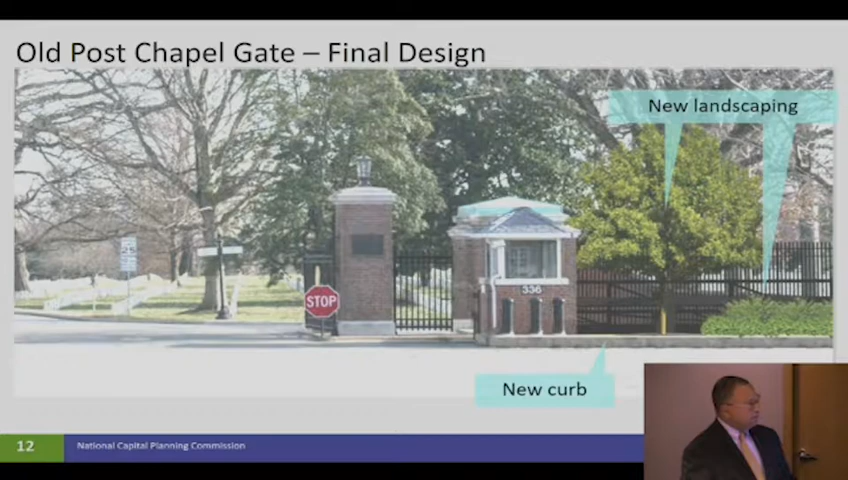 Old Post Chapel Gate – Final Design
New landscaping
STOP
336
New curb
12
National Capital Planning Commission